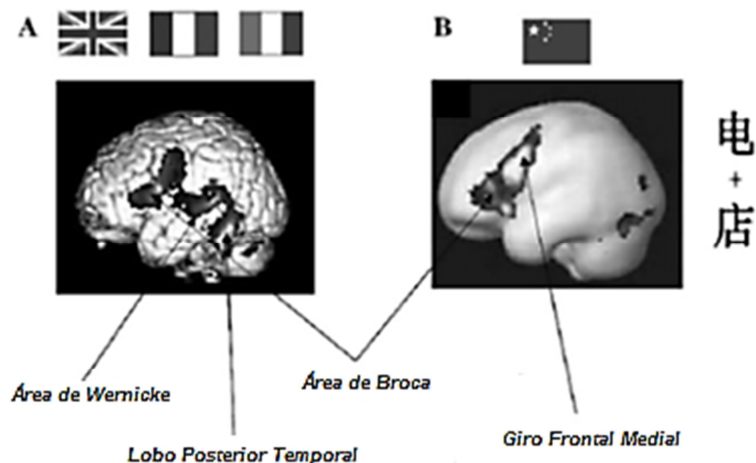 A
B
电
+
店
Área de Wernicke
Área de Broca
Lobo Posterior Temporal
Giro Frontal Medial